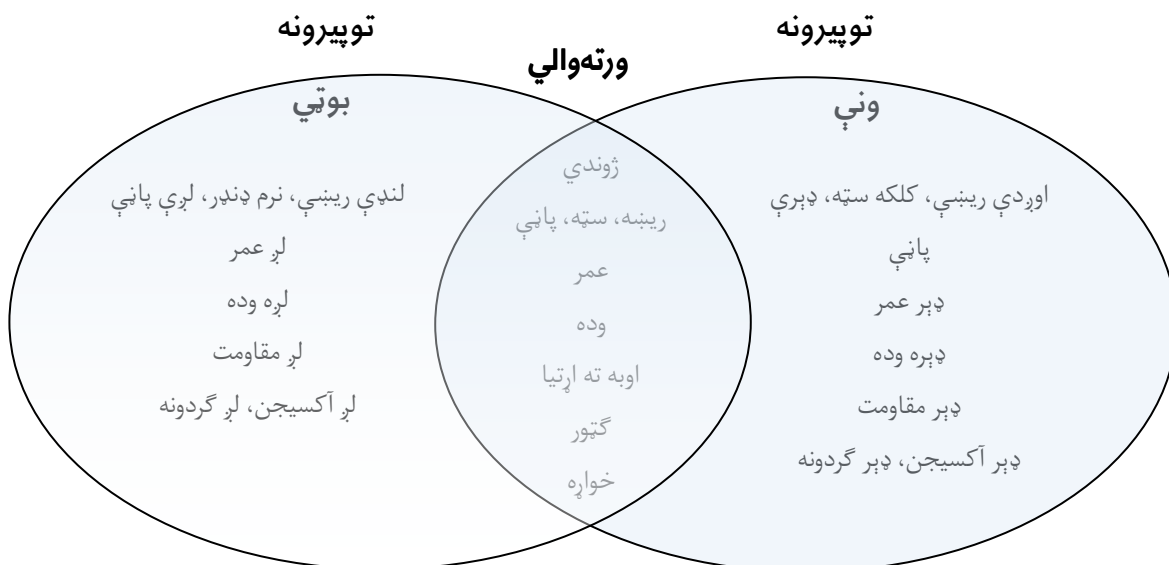 توپيرونه
ورته‌والي
توپيرونه
ونې
اوږدې ريښې، کلکه سټه، ډېرې
پاڼې
ډېر عمر
ډېره وده
ډېر مقاومت
ډېر آکسيجن، ډېر گردونه
ژوندي
ريښه، سټه، پاڼې
عمر
وده
اوبه ته اړتيا
گټور
خواړه
بوټي
لنډې ريښې، نرم ډنډر، لږې پاڼې
لږ عمر
لږه وده
لږ مقاومت
لږ آکسيجن، لږ گردونه